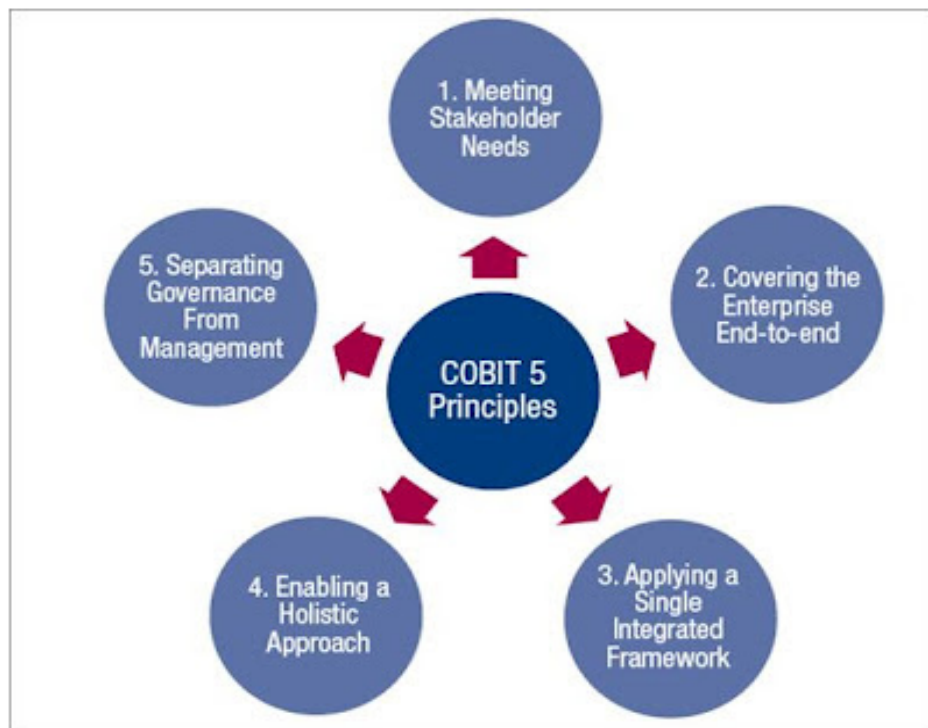 1. Meeting
Stakeholder
Needs
2. Covering the
Enterprise
End-to-end
3. Applying a
Single
Integrated
Framework
4. Enabling a
Holistic
Approach
5. Separating
Governance
From
Management
COBIT 5
Principles